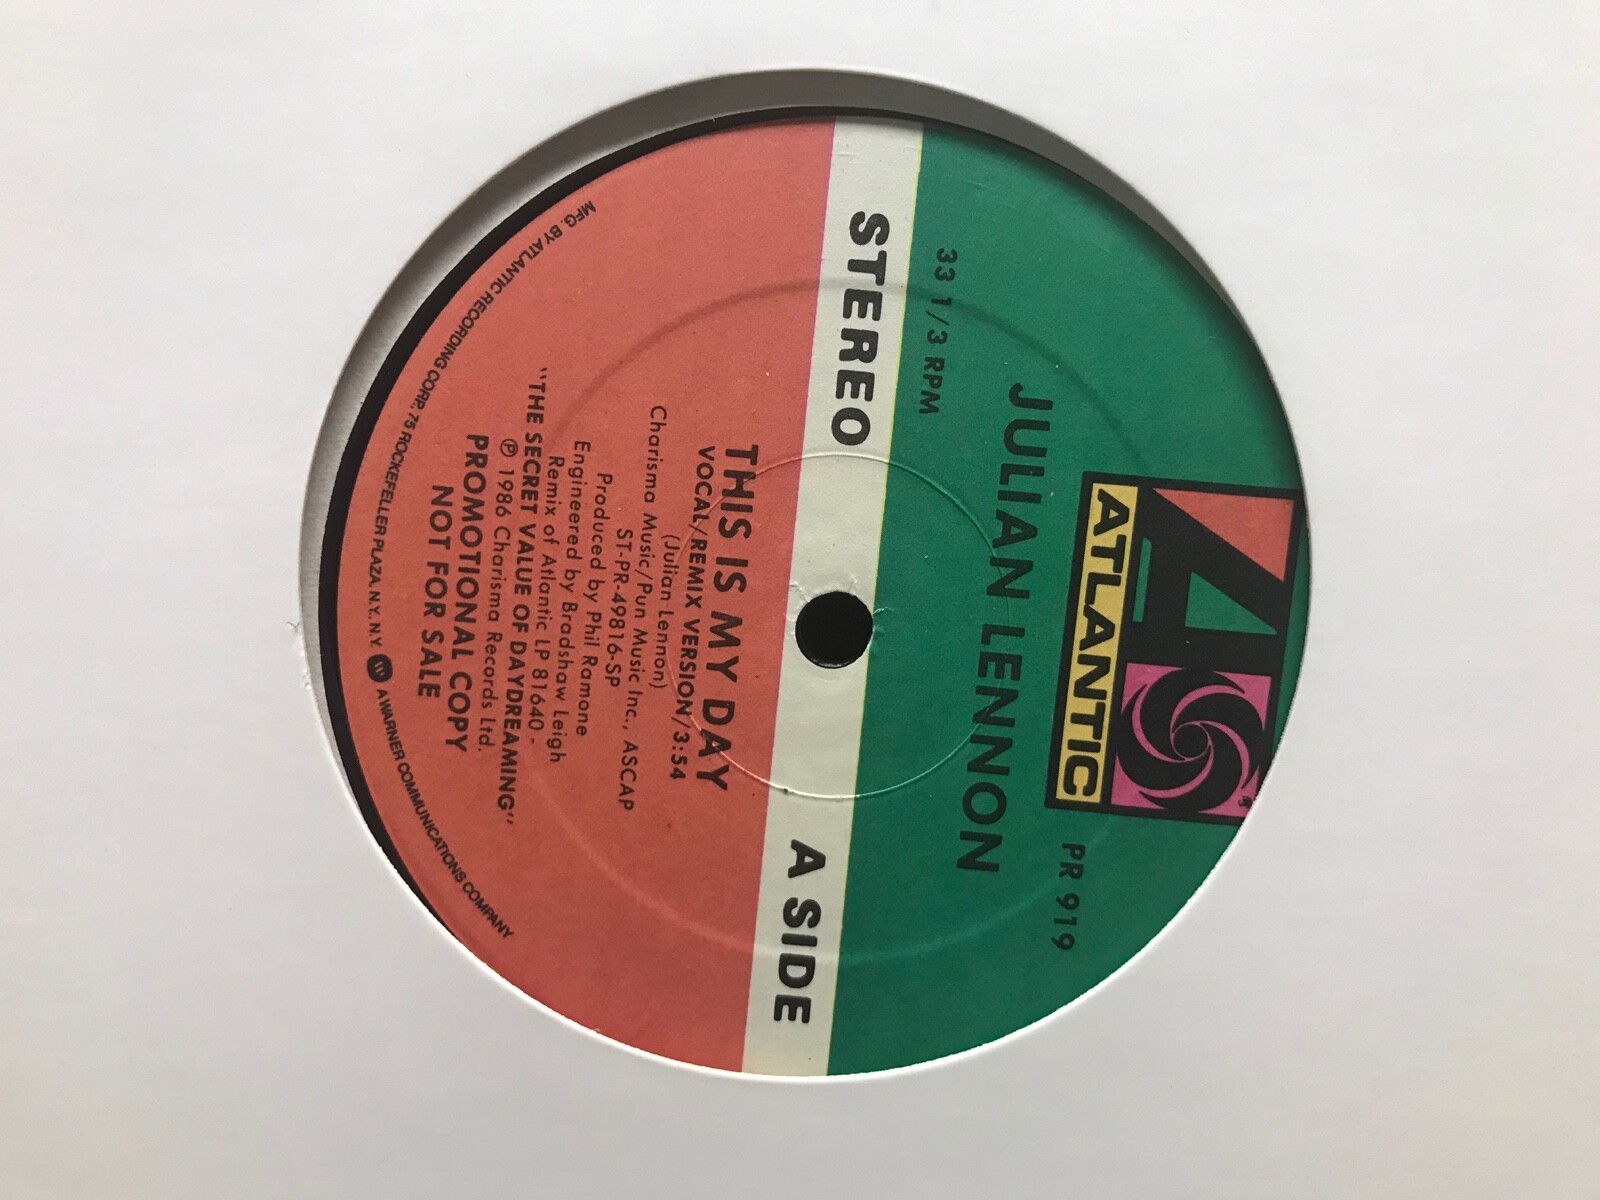 ATLANTIC
PR 919
JULIAN LENNON
33 1/3 RPM
STEREO
A SIDE
THIS IS MY DAY
VOCAL/REMIX VERSION/3:54
(Julian Lennon)
Charisma Music/Pun Music Inc., ASCAP
ST-PR-49816-SP
Produced by Phil Ramone
Engineered by Bradshaw Leigh
Remix of Atlantic LP 81640 -
"THE SECRET VALUE OF DAYDREAMING"
℗ 1986 Charisma Records Ltd.
PROMOTIONAL COPY
NOT FOR SALE
MFG. BY ATLANTIC RECORDING CORP., 75 ROCKEFELLER PLAZA, N.Y., N.Y. A WARNER COMMUNICATIONS COMPANY